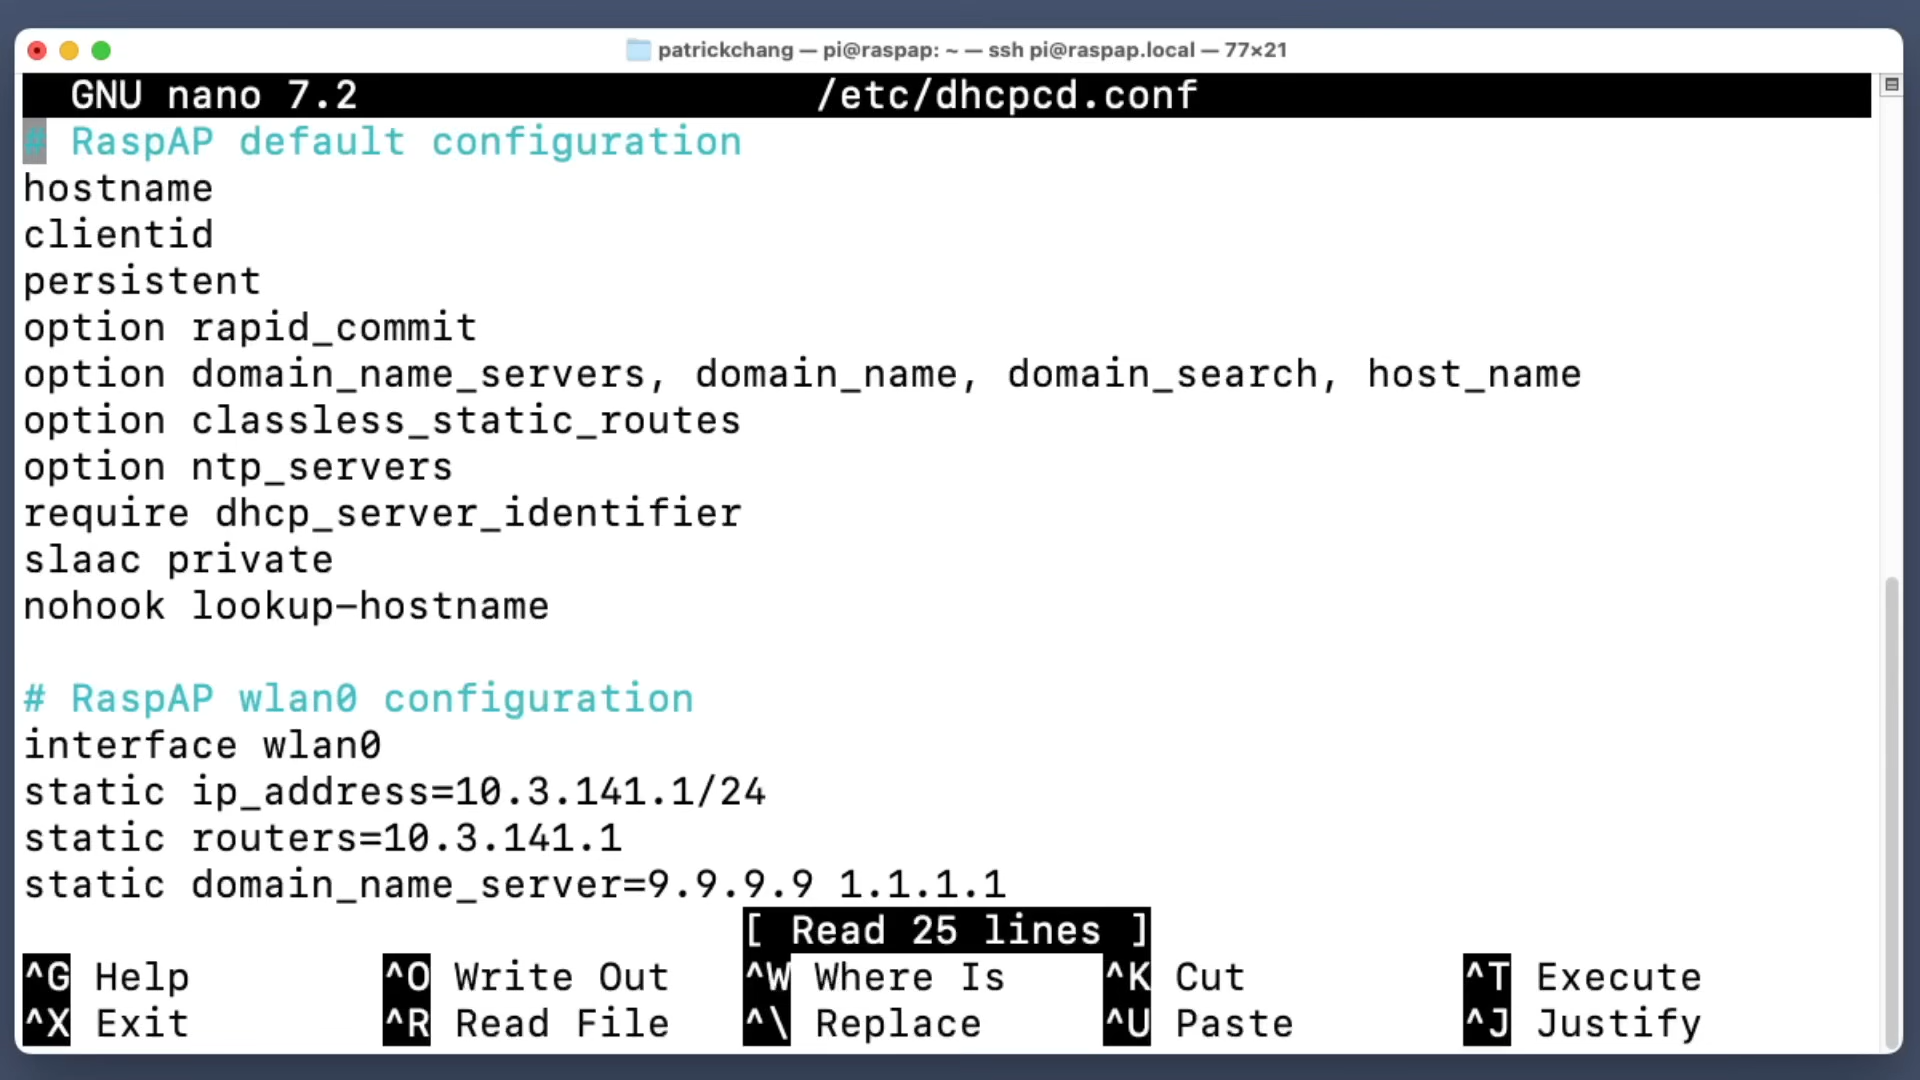 patrickchang — pi@raspap: ~ — ssh pi@raspap.local — 77×21
GNU nano 7.2 /etc/dhcpcd.conf
# RaspAP default configuration
hostname
clientid
persistent
option rapid_commit
option domain_name_servers, domain_name, domain_search, host_name
option classless_static_routes
option ntp_servers
require dhcp_server_identifier
slaac private
nohook lookup-hostname
# RaspAP wlan0 configuration
interface wlan0
static ip_address=10.3.141.1/24
static routers=10.3.141.1
static domain_name_server=9.9.9.9 1.1.1.1
[ Read 25 lines ]
^G Help ^O Write Out ^W Where Is ^K Cut ^T Execute
^X Exit ^R Read File ^\ Replace ^U Paste ^J Justify